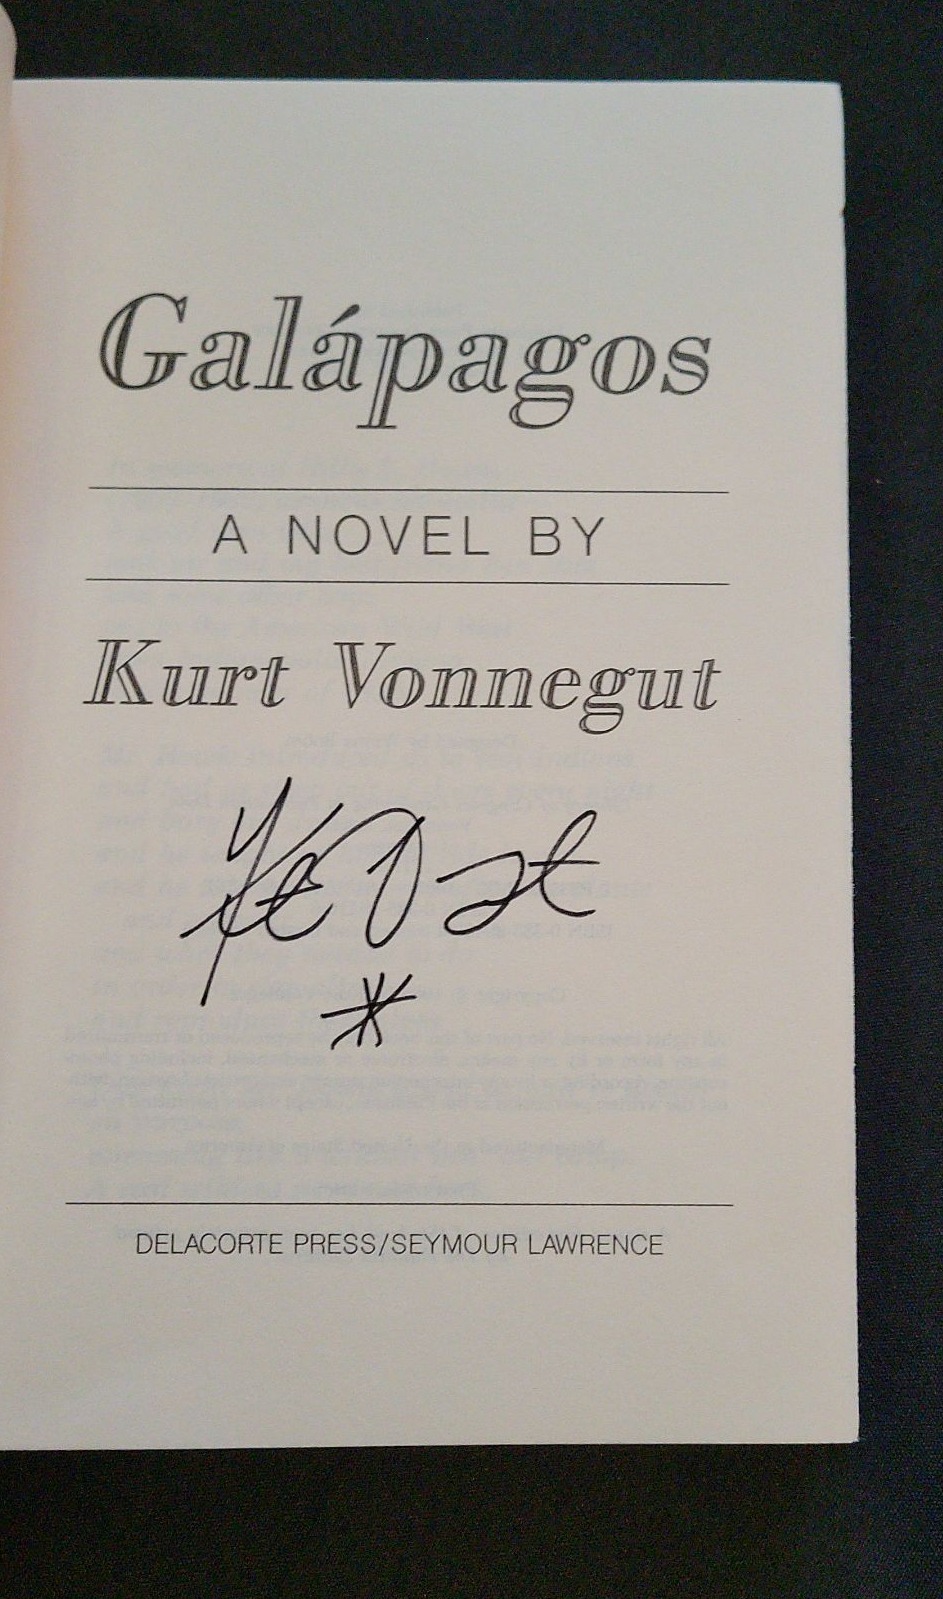 Galápagos
A NOVEL BY
Kurt Vonnegut
*
DELACORTE PRESS/SEYMOUR LAWRENCE